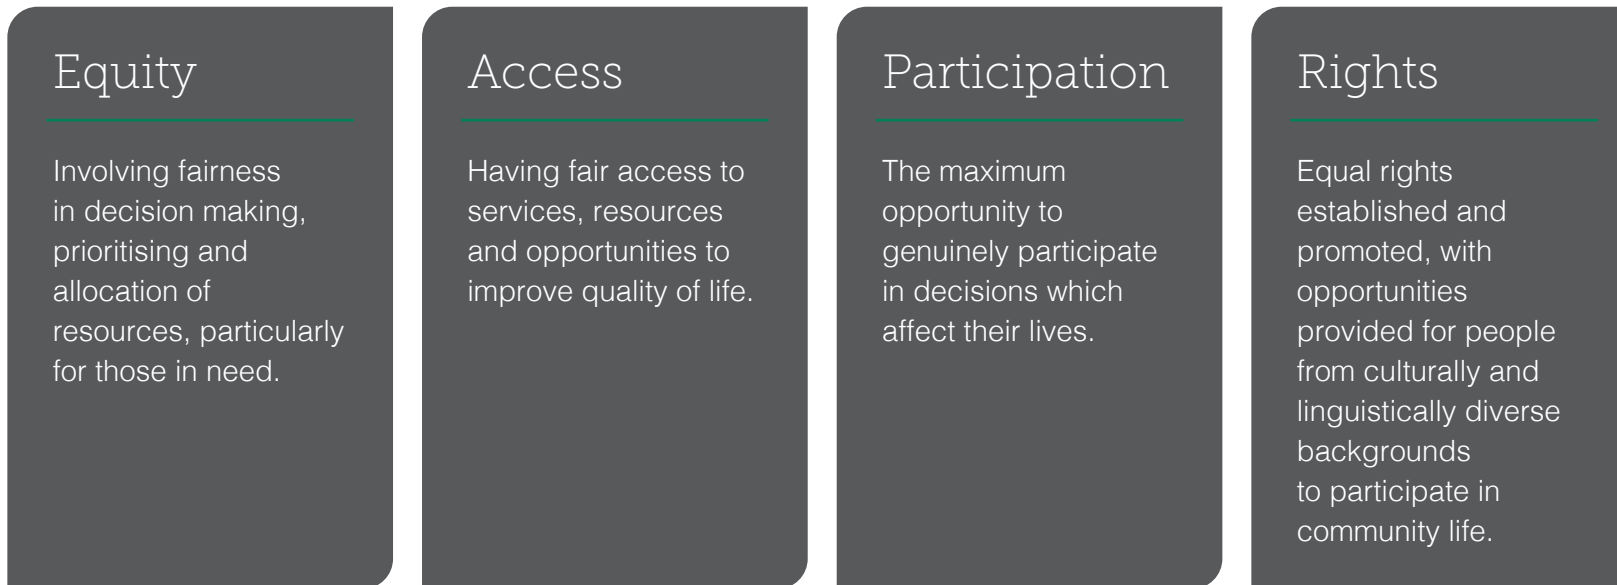 Equity
Involving fairness
in decision making,
prioritising and
allocation of
resources, particularly
for those in need.
Access
Having fair access to
services, resources
and opportunities to
improve quality of life.
Participation
The maximum
opportunity to
genuinely participate
in decisions which
affect their lives.
Rights
Equal rights
established and
promoted, with
opportunities
provided for people
from culturally and
linguistically diverse
backgrounds
to participate in
community life.